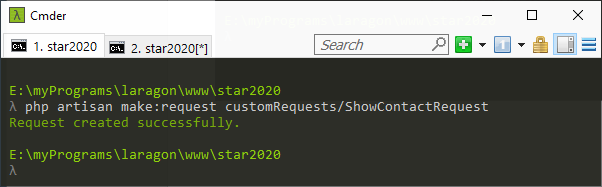 Cmder
1. star2020
2. star2020[*]
Search
E:\myPrograms\laragon\www\star2020
λ php artisan make:request customRequests/ShowContactRequest
Request created successfully.
E:\myPrograms\laragon\www\star2020
λ